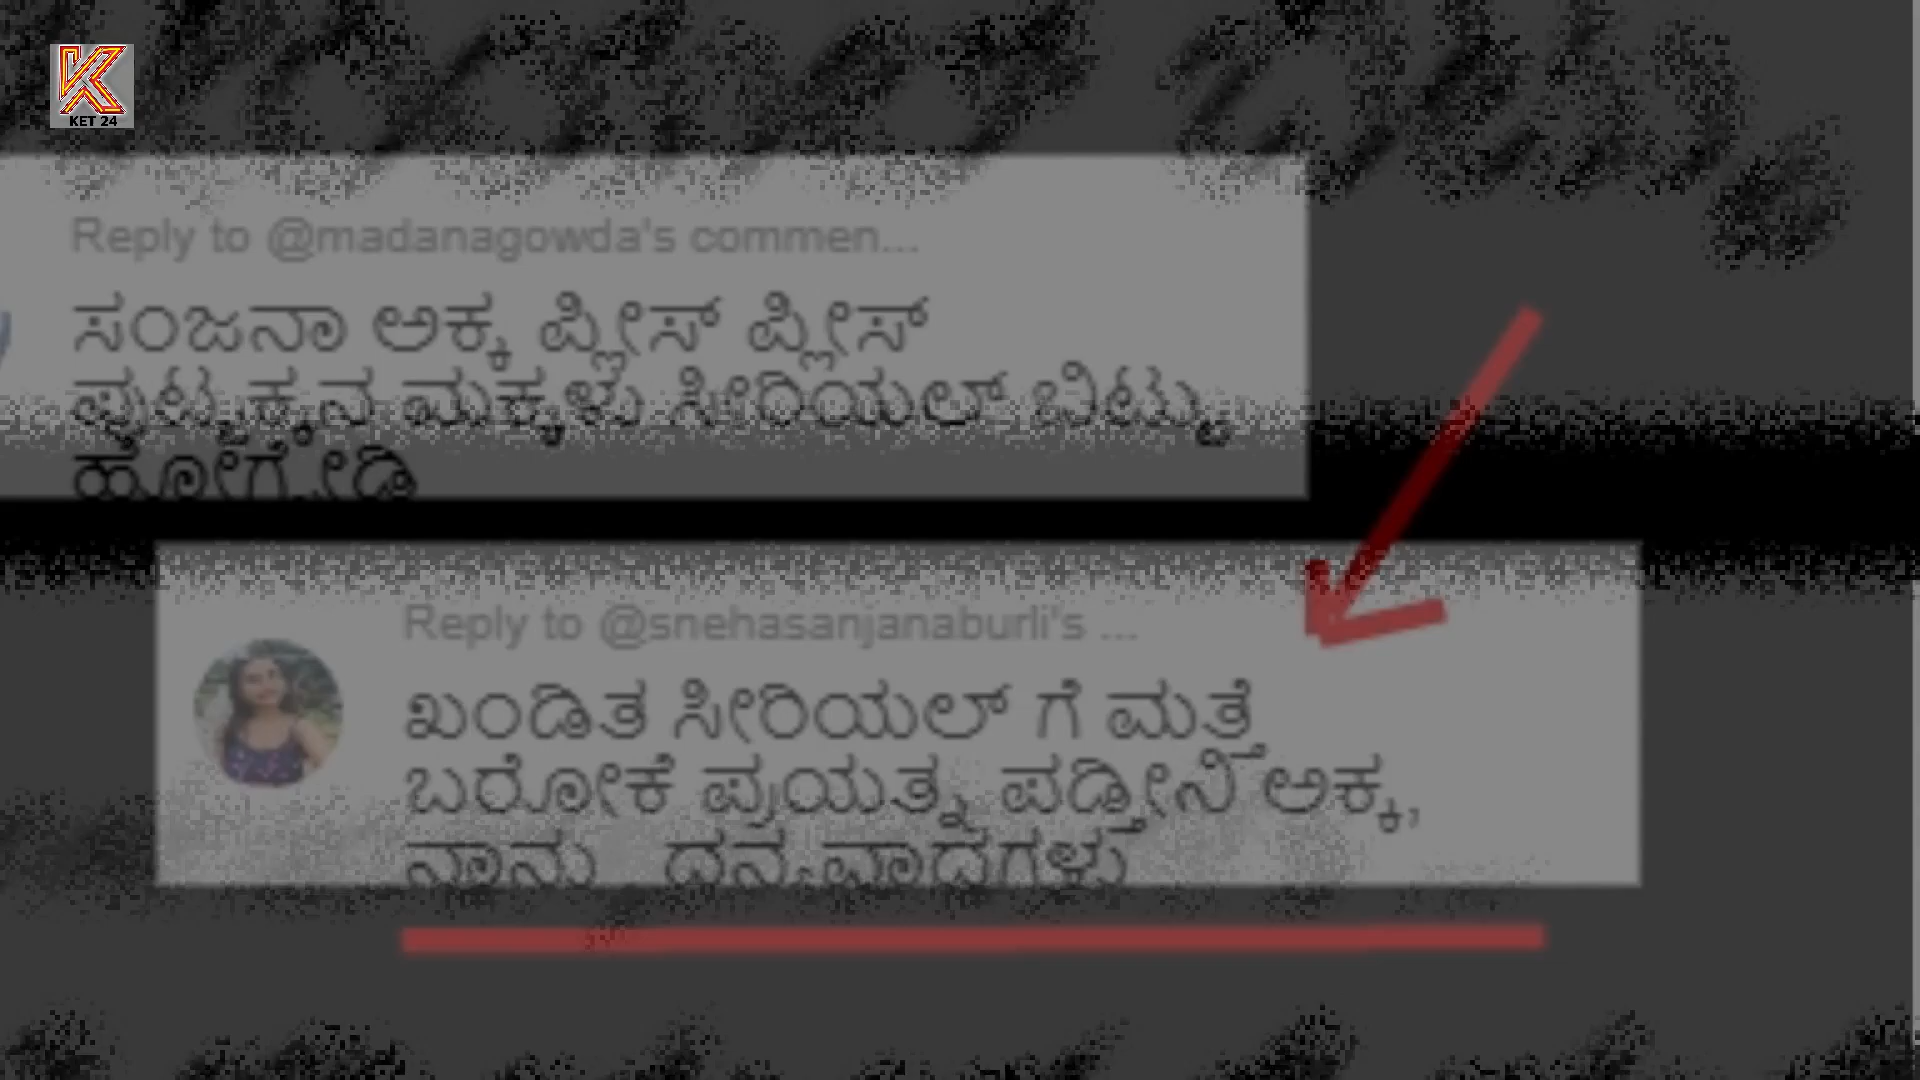 KET 24
Reply to @madanagowda's commen...
ಸಂಜನಾ ಅಕ್ಕ ಪ್ಲೀಸ್ ಪ್ಲೀಸ್
ಪುಟ್ಟಕ್ಕನ ಮಕ್ಕಳು ಸೀರಿಯಲ್ ಬಿಟ್ಟು
ಹೋಗ್ಬೇಡಿ
Reply to @snehasanjanaburli's ...
ಖಂಡಿತ ಸೀರಿಯಲ್ ಗೆ ಮತ್ತೆ
ಬರೋಕೆ ಪ್ರಯತ್ನ ಪಡ್ತೀನಿ ಅಕ್ಕ,
ನಾನು ಧನ್ಯವಾದಗಳು